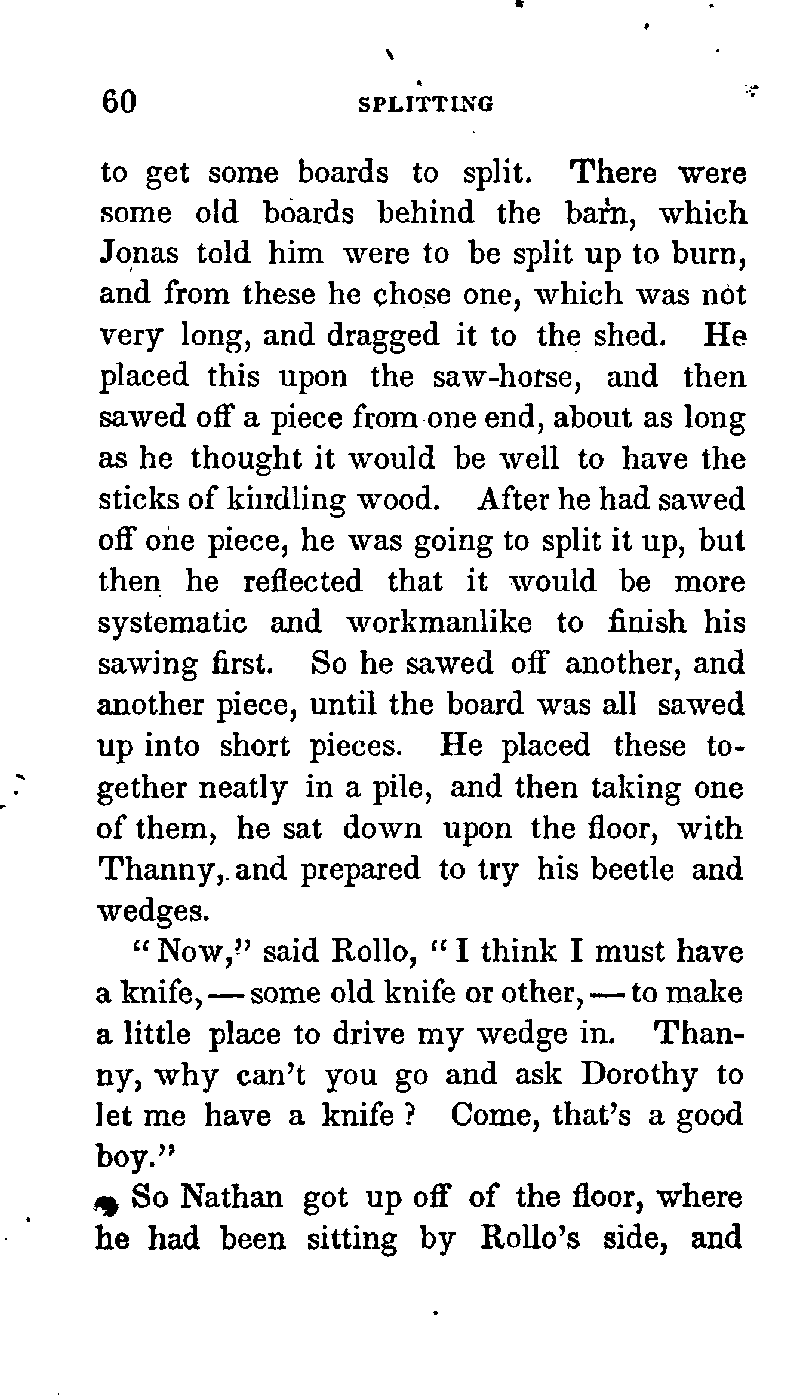 60 SPLITTING
to get some boards to split. There were
some old boards behind the barn, which
Jonas told him were to be split up to burn,
and from these he chose one, which was not
very long, and dragged it to the shed. He
placed this upon the saw-horse, and then
sawed off a piece from one end, about as long
as he thought it would be well to have the
sticks of kindling wood. After he had sawed
off one piece, he was going to split it up, but
then he reflected that it would be more
systematic and workmanlike to finish his
sawing first. So he sawed off another, and
another piece, until the board was all sawed
up into short pieces. He placed these to-
gether neatly in a pile, and then taking one
of them, he sat down upon the floor, with
Thanny, and prepared to try his beetle and
wedges.
“Now,” said Rollo, “I think I must have
a knife,—some old knife or other,—to make
a little place to drive my wedge in. Than-
ny, why can’t you go and ask Dorothy to
let me have a knife? Come, that’s a good
boy.”
So Nathan got up off of the floor, where
he had been sitting by Rollo’s side, and